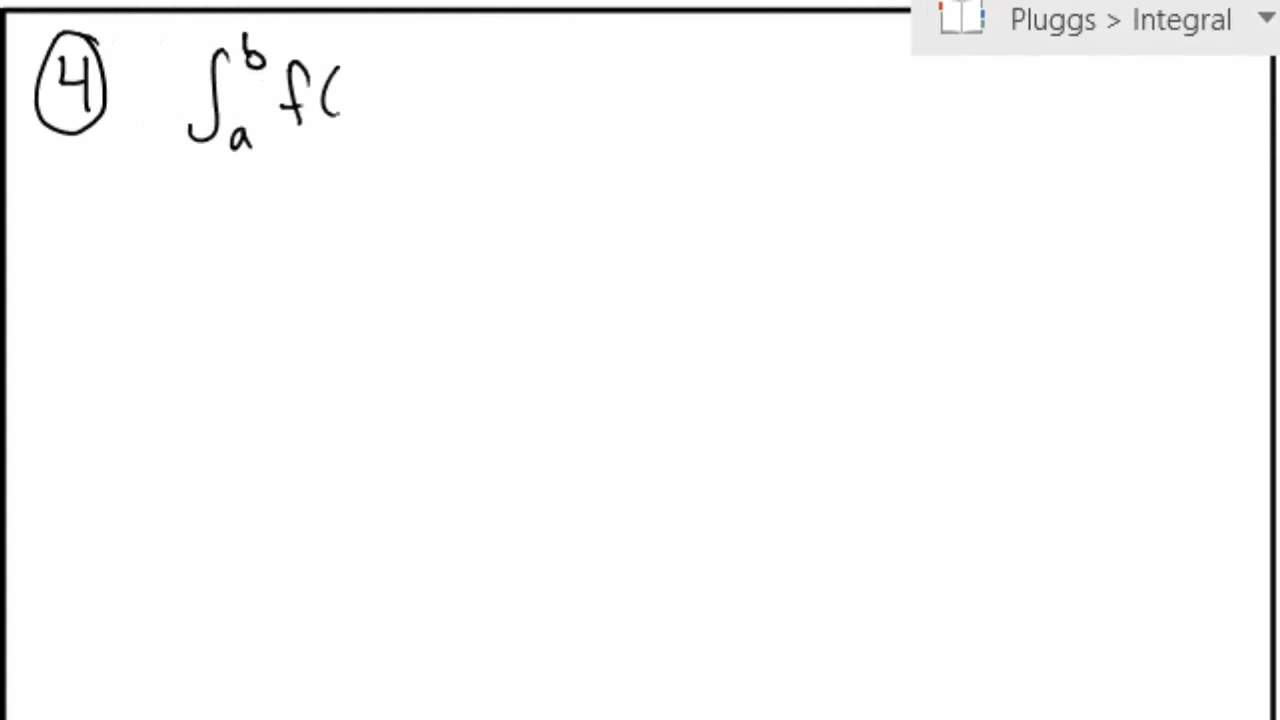 Pluggs > Integral
④ ∫ₐᵇ f(